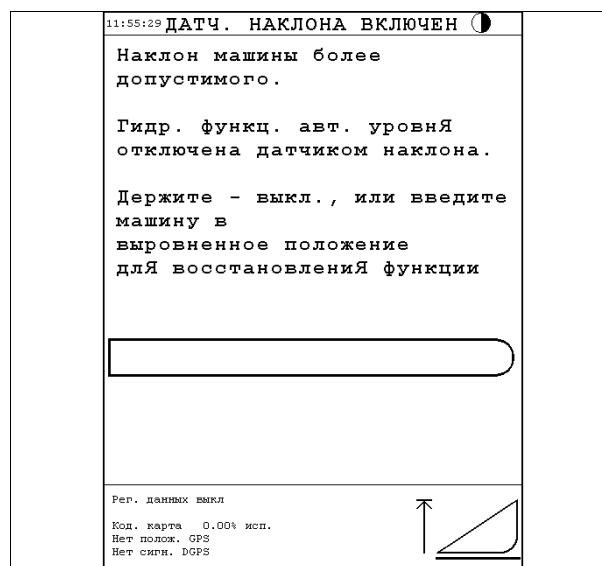 11:55:29 ДАТЧ. НАКЛОНА ВКЛЮЧЕН
Наклон машины более
допустимого.
Гидр. функц. авт. уровнЯ
отключена датчиком наклона.
Держите - выкл., или введите
машину в
выровненное положение
длЯ восстановлениЯ функции
Рег. данных выкл
Код. карта 0.00% исп.
Нет полож. GPS
Нет сигн. DGPS